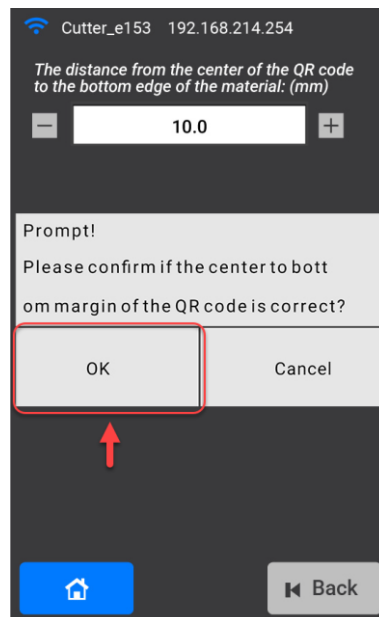 Cutter_e153 192.168.214.254
The distance from the center of the QR code
to the bottom edge of the material: (mm)
10.0
Prompt!
Please confirm if the center to bott
om margin of the QR code is correct?
OK Cancel
Back